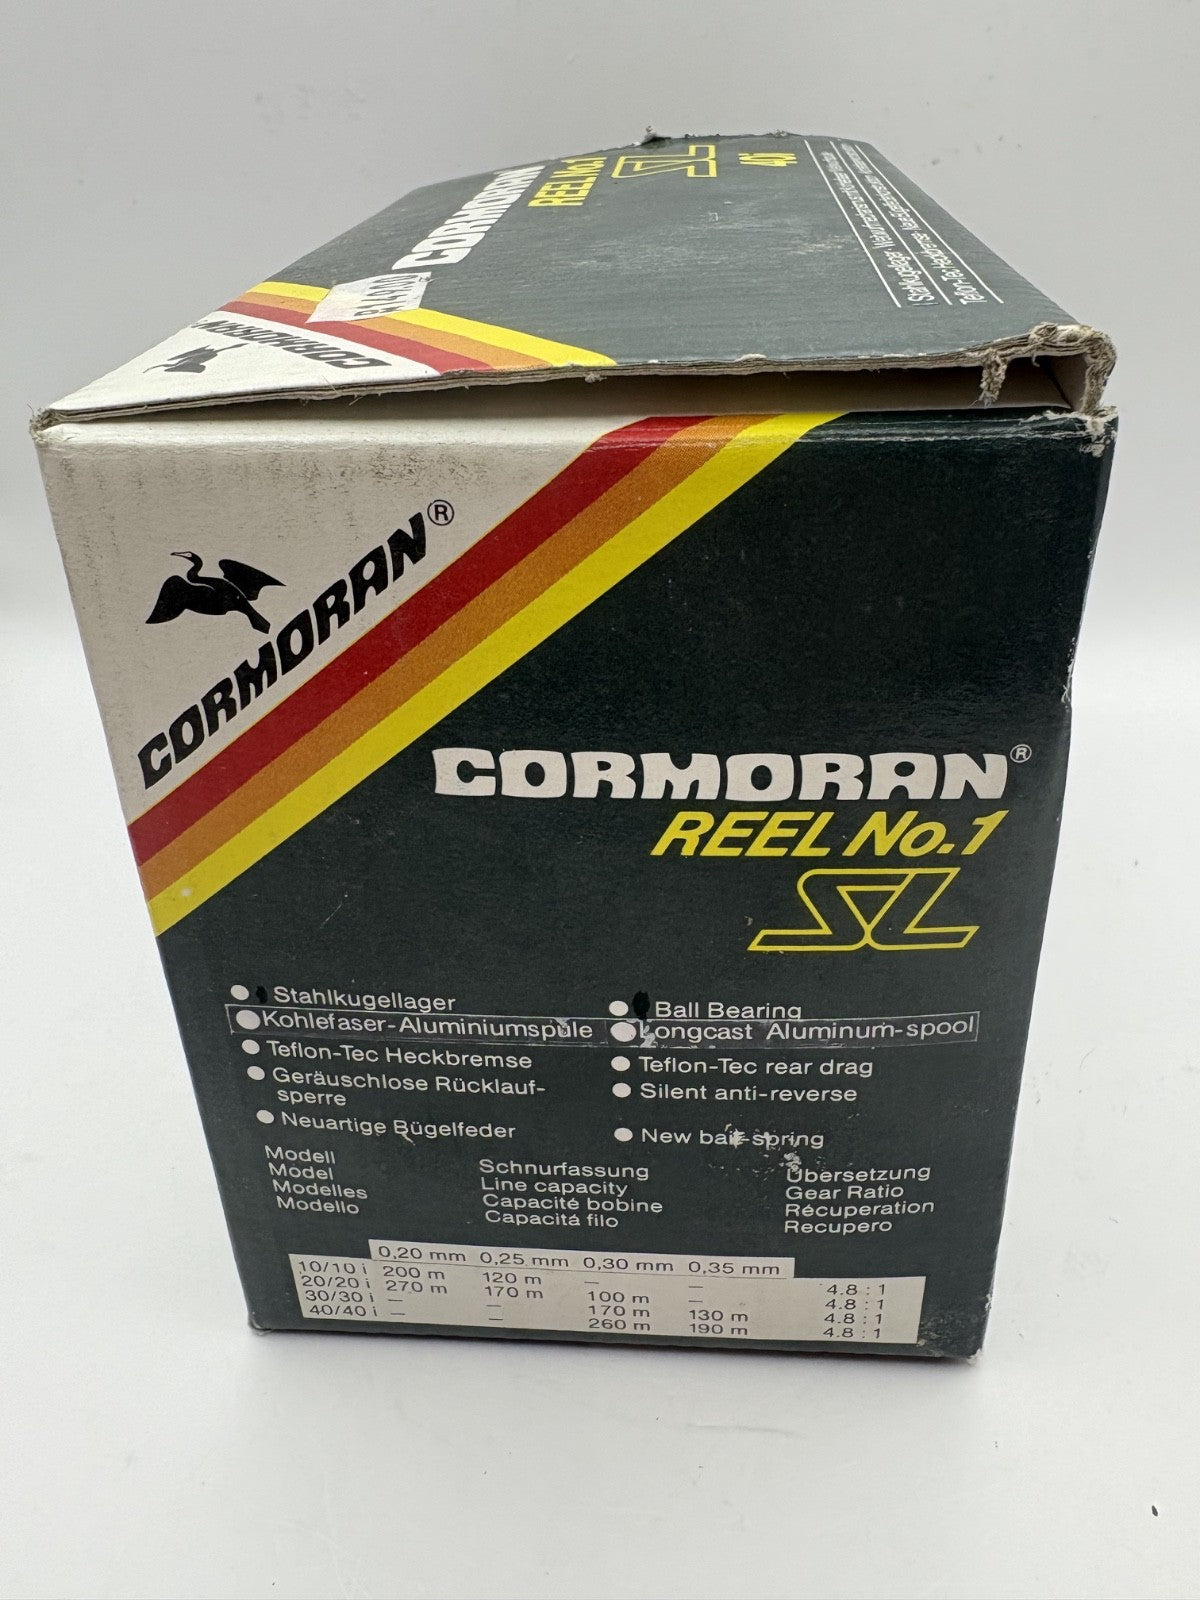 CORMORAN
REEL No.1
SL
40i
CORMORAN
CORMORAN®
CORMORAN®
REEL No.1
SL
Stahlkugellager
Kohlefaser-Aluminiumspule
Teflon-Tec Heckbremse
Geräuschlose Rücklauf-
sperre
Neuartige Bügelfeder
Ball Bearing
Longcast Aluminum-spool
Teflon-Tec rear drag
Silent anti-reverse
New bail-spring
Modell
Model
Modelles
Modello
Schnurfassung
Line capacity
Capacité bobine
Capacitá filo
Übersetzung
Gear Ratio
Récuperation
Recupero
0,20 mm 0,25 mm 0,30 mm 0,35 mm
10/10 i 200 m 120 m – – 4.8 : 1
20/20 i 270 m 170 m 100 m – 4.8 : 1
30/30 i – – 170 m 130 m 4.8 : 1
40/40 i – – 260 m 190 m 4.8 : 1